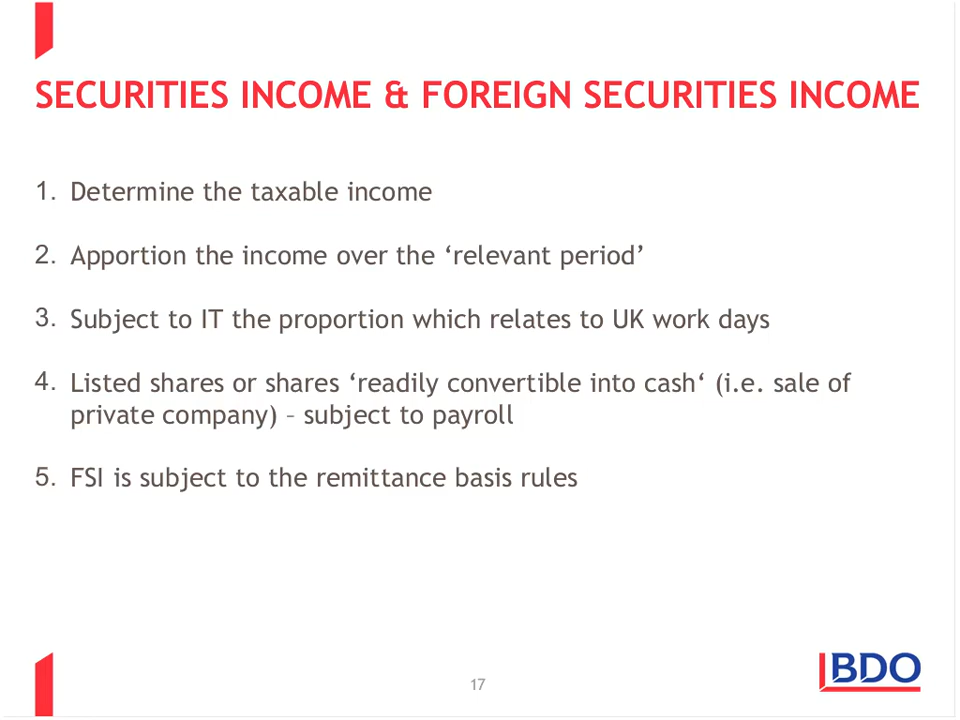 SECURITIES INCOME & FOREIGN SECURITIES INCOME
1. Determine the taxable income
2. Apportion the income over the ‘relevant period’
3. Subject to IT the proportion which relates to UK work days
4. Listed shares or shares ‘readily convertible into cash‘ (i.e. sale of
private company) – subject to payroll
5. FSI is subject to the remittance basis rules
17
BDO